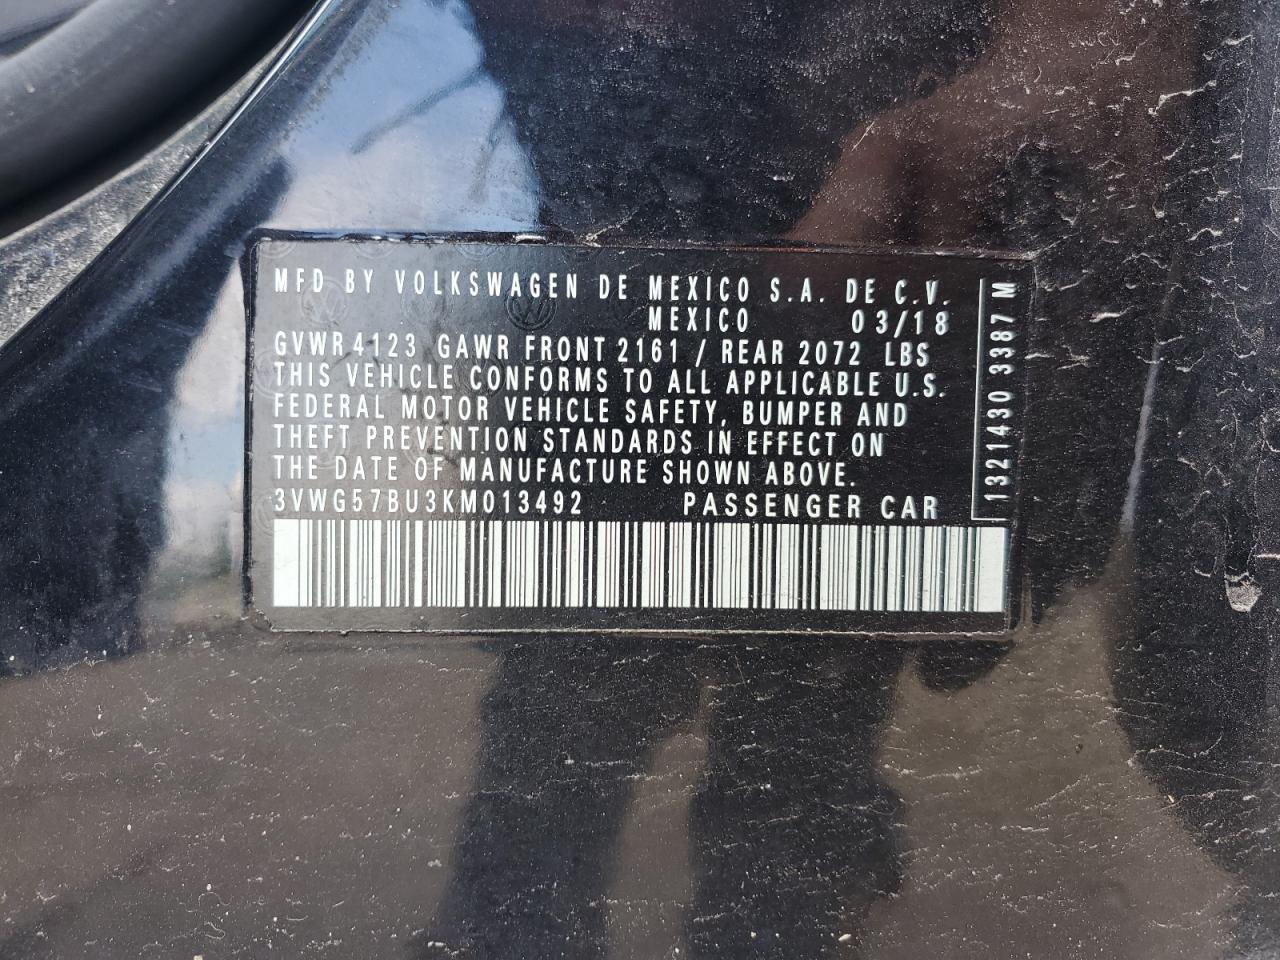 MFD BY VOLKSWAGEN DE MEXICO S.A. DE C.V.
MEXICO 03/18
GVWR 4123 GAWR FRONT 2161 / REAR 2072 LBS
THIS VEHICLE CONFORMS TO ALL APPLICABLE U.S.
FEDERAL MOTOR VEHICLE SAFETY, BUMPER AND
THEFT PREVENTION STANDARDS IN EFFECT ON
THE DATE OF MANUFACTURE SHOWN ABOVE.
3VWG57BU3KM013492 PASSENGER CAR
1321430 3387 M